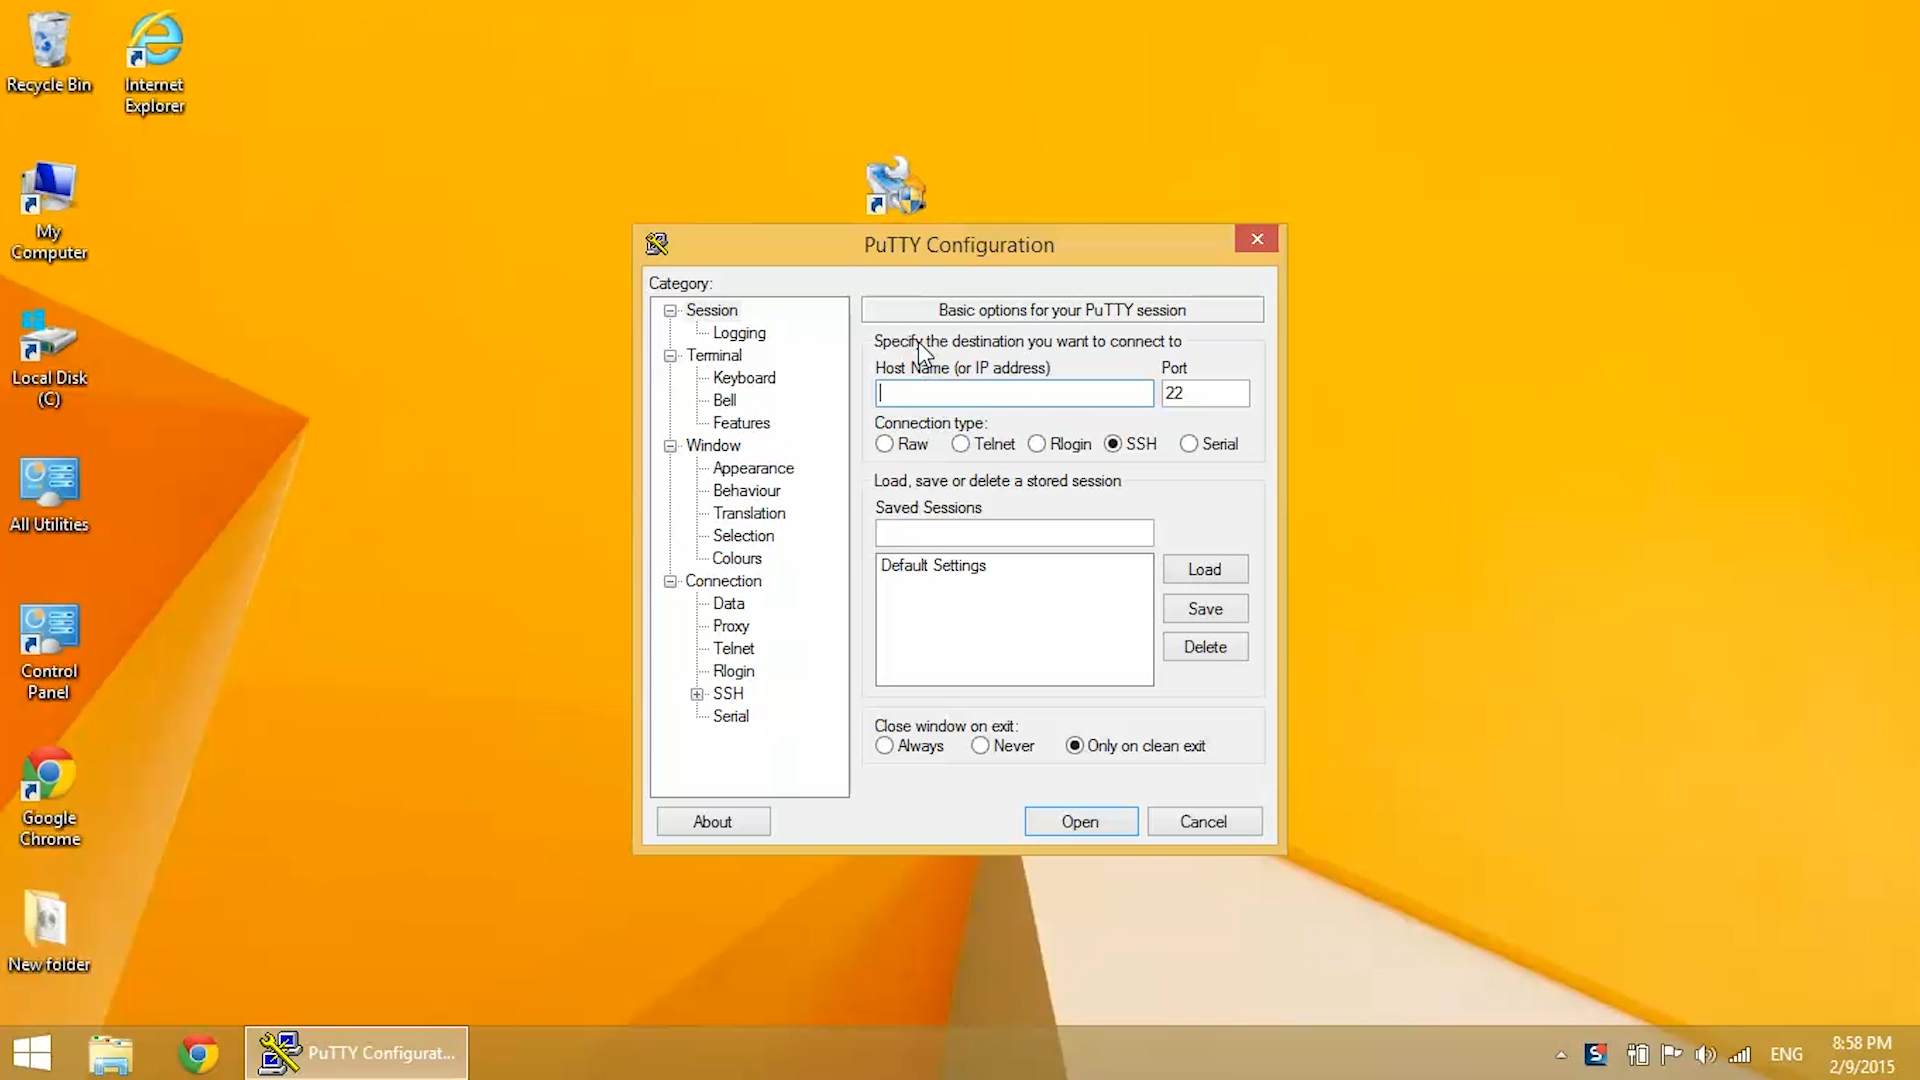 Recycle Bin
Internet
Explorer
My
Computer
Local Disk
(C)
All Utilities
Control
Panel
Google
Chrome
New folder
PuTTY Configuration
Category:
Session
Logging
Terminal
Keyboard
Bell
Features
Window
Appearance
Behaviour
Translation
Selection
Colours
Connection
Data
Proxy
Telnet
Rlogin
SSH
Serial
Basic options for your PuTTY session
Specify the destination you want to connect to
Host Name (or IP address)
Port
22
Connection type:
Raw
Telnet
Rlogin
SSH
Serial
Load, save or delete a stored session
Saved Sessions
Default Settings
Load
Save
Delete
Close window on exit:
Always
Never
Only on clean exit
About
Open
Cancel
PuTTY Configurat...
ENG
8:58 PM
2/9/2015